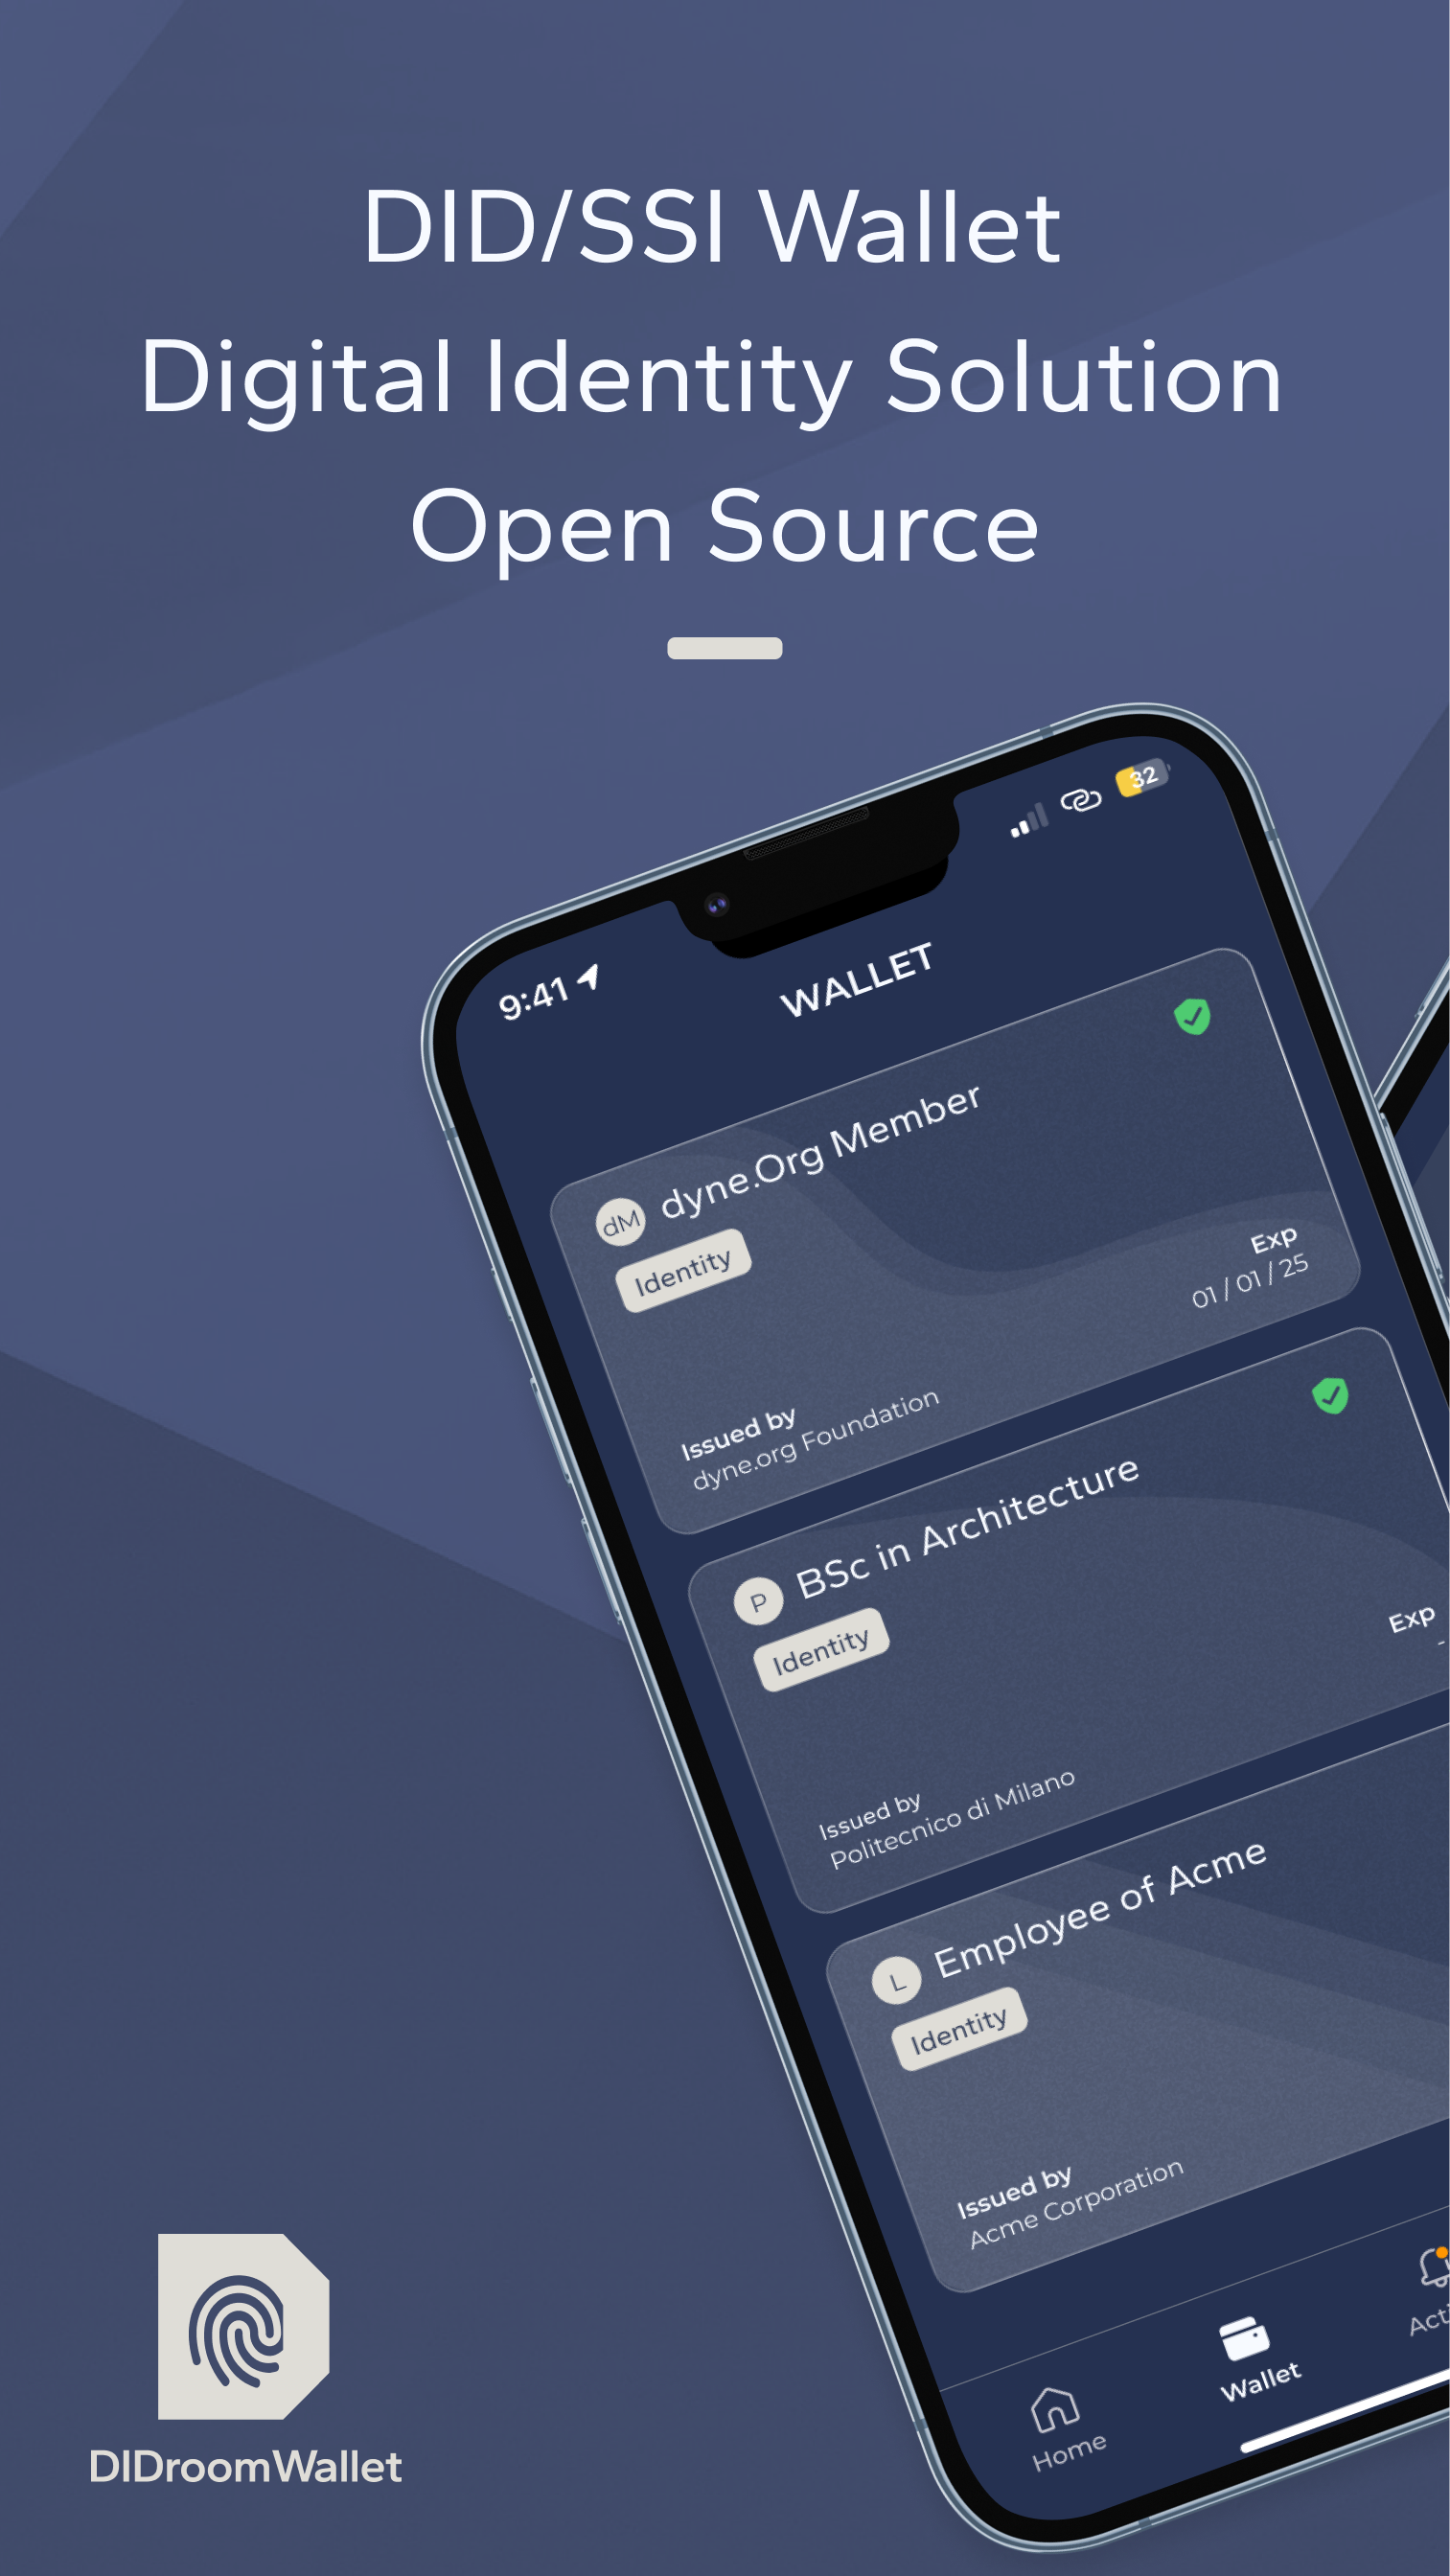 DID/SSI Wallet
Digital Identity Solution
Open Source
9:41
32
WALLET
dM
dyne.Org Member
Identity
Exp
01 / 01 / 25
Issued by
dyne.org Foundation
P
BSc in Architecture
Identity
Exp
-
Issued by
Politecnico di Milano
L
Employee of Acme
Identity
Issued by
Acme Corporation
Home
Wallet
DIDroomWallet